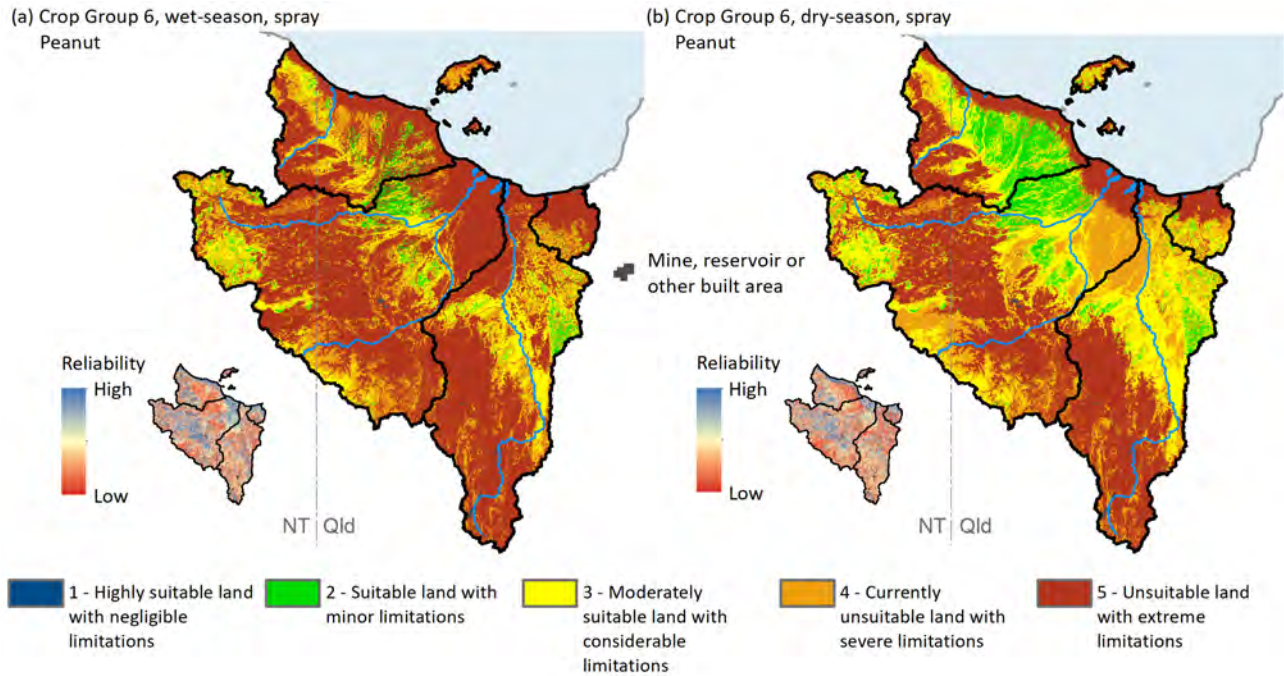 (a) Crop Group 6, wet-season, spray
Peanut
(b) Crop Group 6, dry-season, spray
Peanut
Mine, reservoir or
other built area
Reliability
High
Low
NT
Qld
Reliability
High
Low
NT
Qld
1 - Highly suitable land
with negligible
limitations
2 - Suitable land with
minor limitations
3 - Moderately
suitable land with
considerable
limitations
4 - Currently
unsuitable land with
severe limitations
5 - Unsuitable land
with extreme
limitations